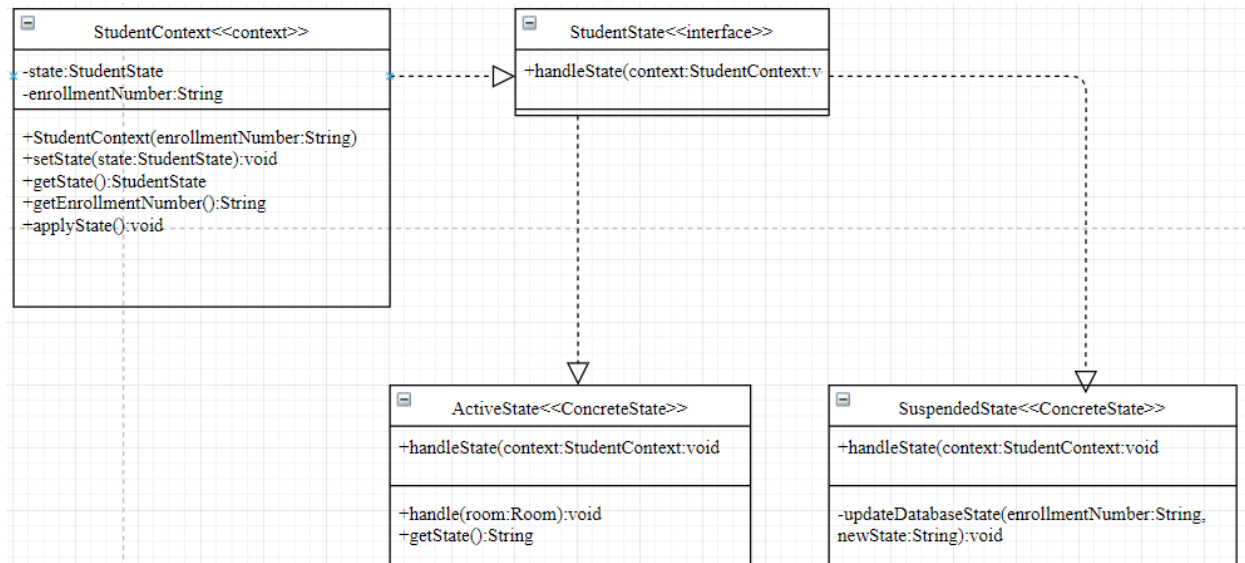 StudentContext<<context>>
-state:StudentState
-enrollmentNumber:String
+StudentContext(enrollmentNumber:String)
+setState(state:StudentState):void
+getState():StudentState
+getEnrollmentNumber():String
+applyState():void
StudentState<<interface>>
+handleState(context:StudentContext:v
ActiveState<<ConcreteState>>
+handleState(context:StudentContext:void
+handle(room:Room):void
+getState():String
SuspendedState<<ConcreteState>>
+handleState(context:StudentContext:void
-updateDatabaseState(enrollmentNumber:String,
newState:String):void